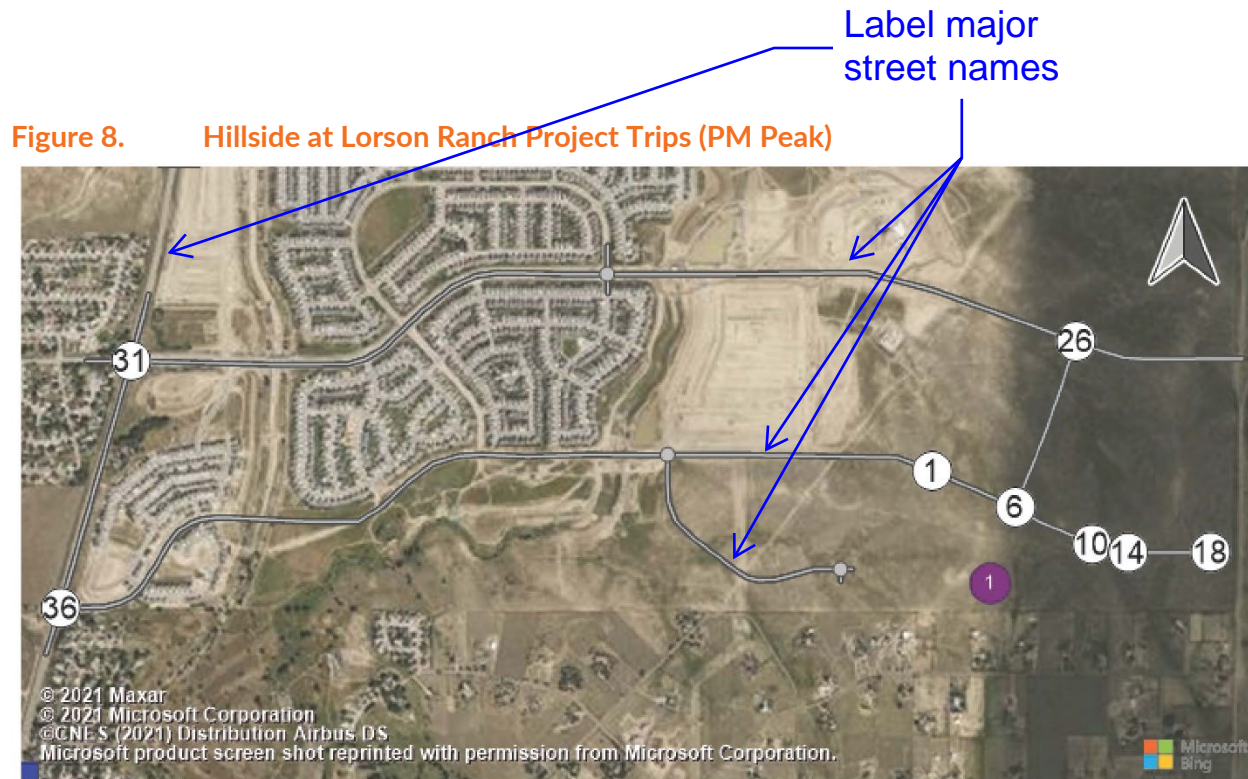 Label major
street names
Figure 8. Hillside at Lorson Ranch Project Trips (PM Peak)
26
31
1
6
10
14
18
1
36
© 2021 Maxar
© 2021 Microsoft Corporation
©CNES (2021) Distribution Airbus DS
Microsoft product screen shot reprinted with permission from Microsoft Corporation.
Microsoft
Bing